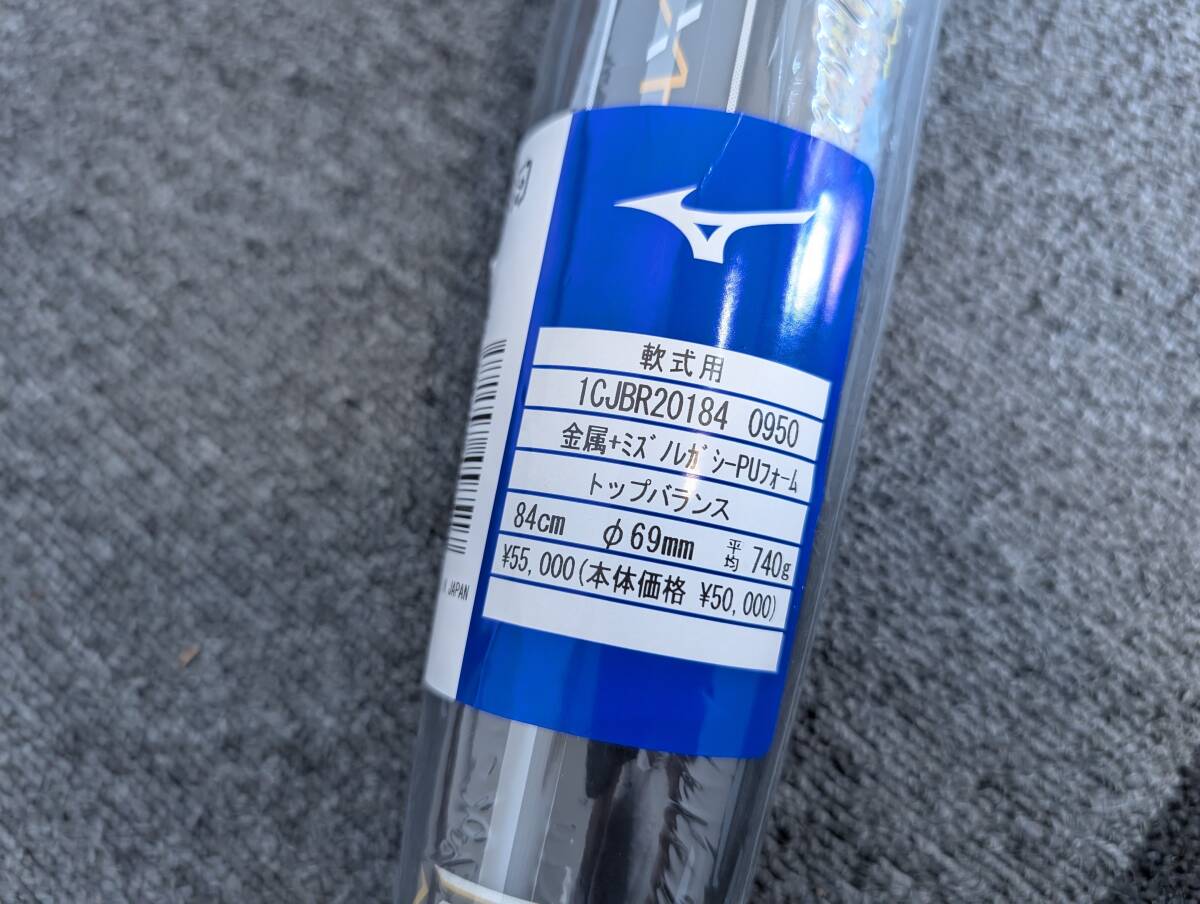 軟式用
1CJBR20184 0950
金属+ﾐｽﾞﾉﾚｶﾞｼｰPUﾌｫｰﾑ
トップバランス
84cm φ69mm 平均 740g
¥55,000(本体価格 ¥50,000)
JAPAN